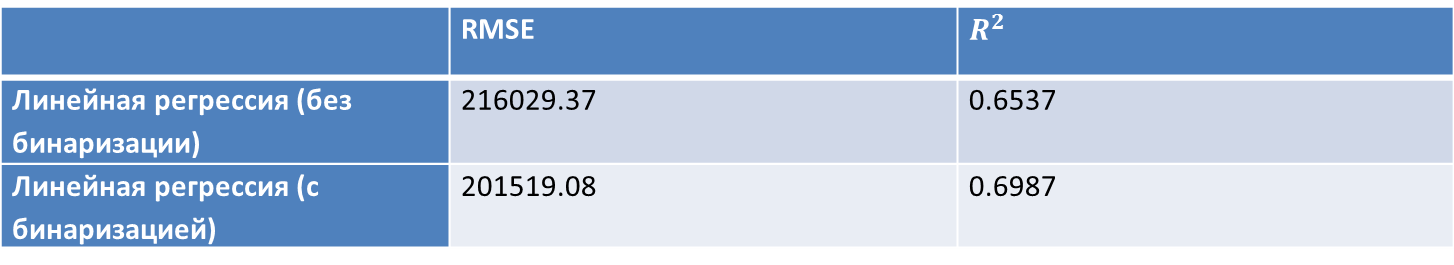 RMSE R²
Линейная регрессия (без 216029.37 0.6537
бинаризации)
Линейная регрессия (с 201519.08 0.6987
бинаризацией)